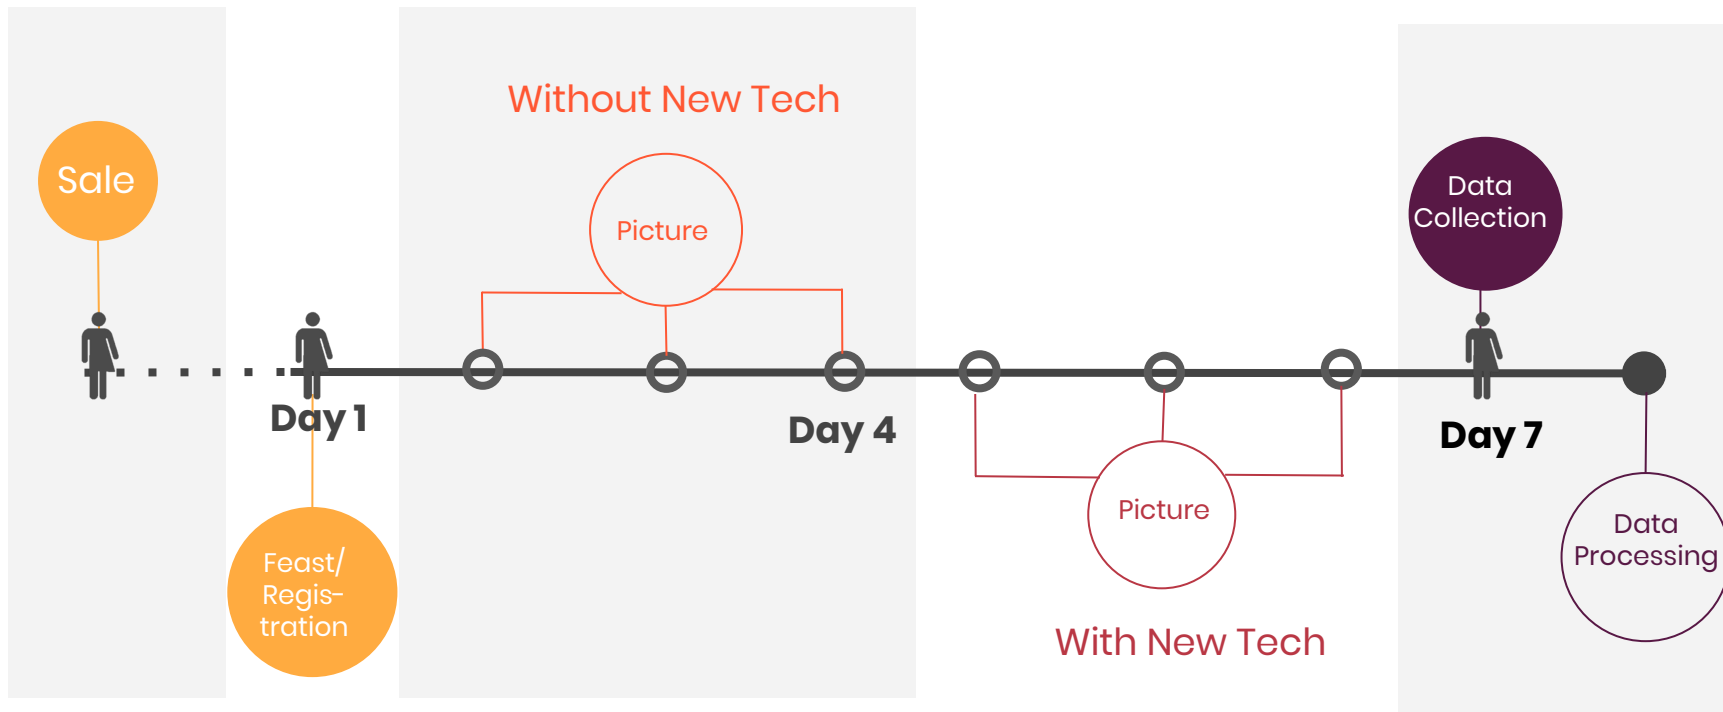 Without New Tech
Sale
Picture
Data
Collection
Day 1
Day 4
Day 7
Feast/
Regis-
tration
Picture
With New Tech
Data
Processing